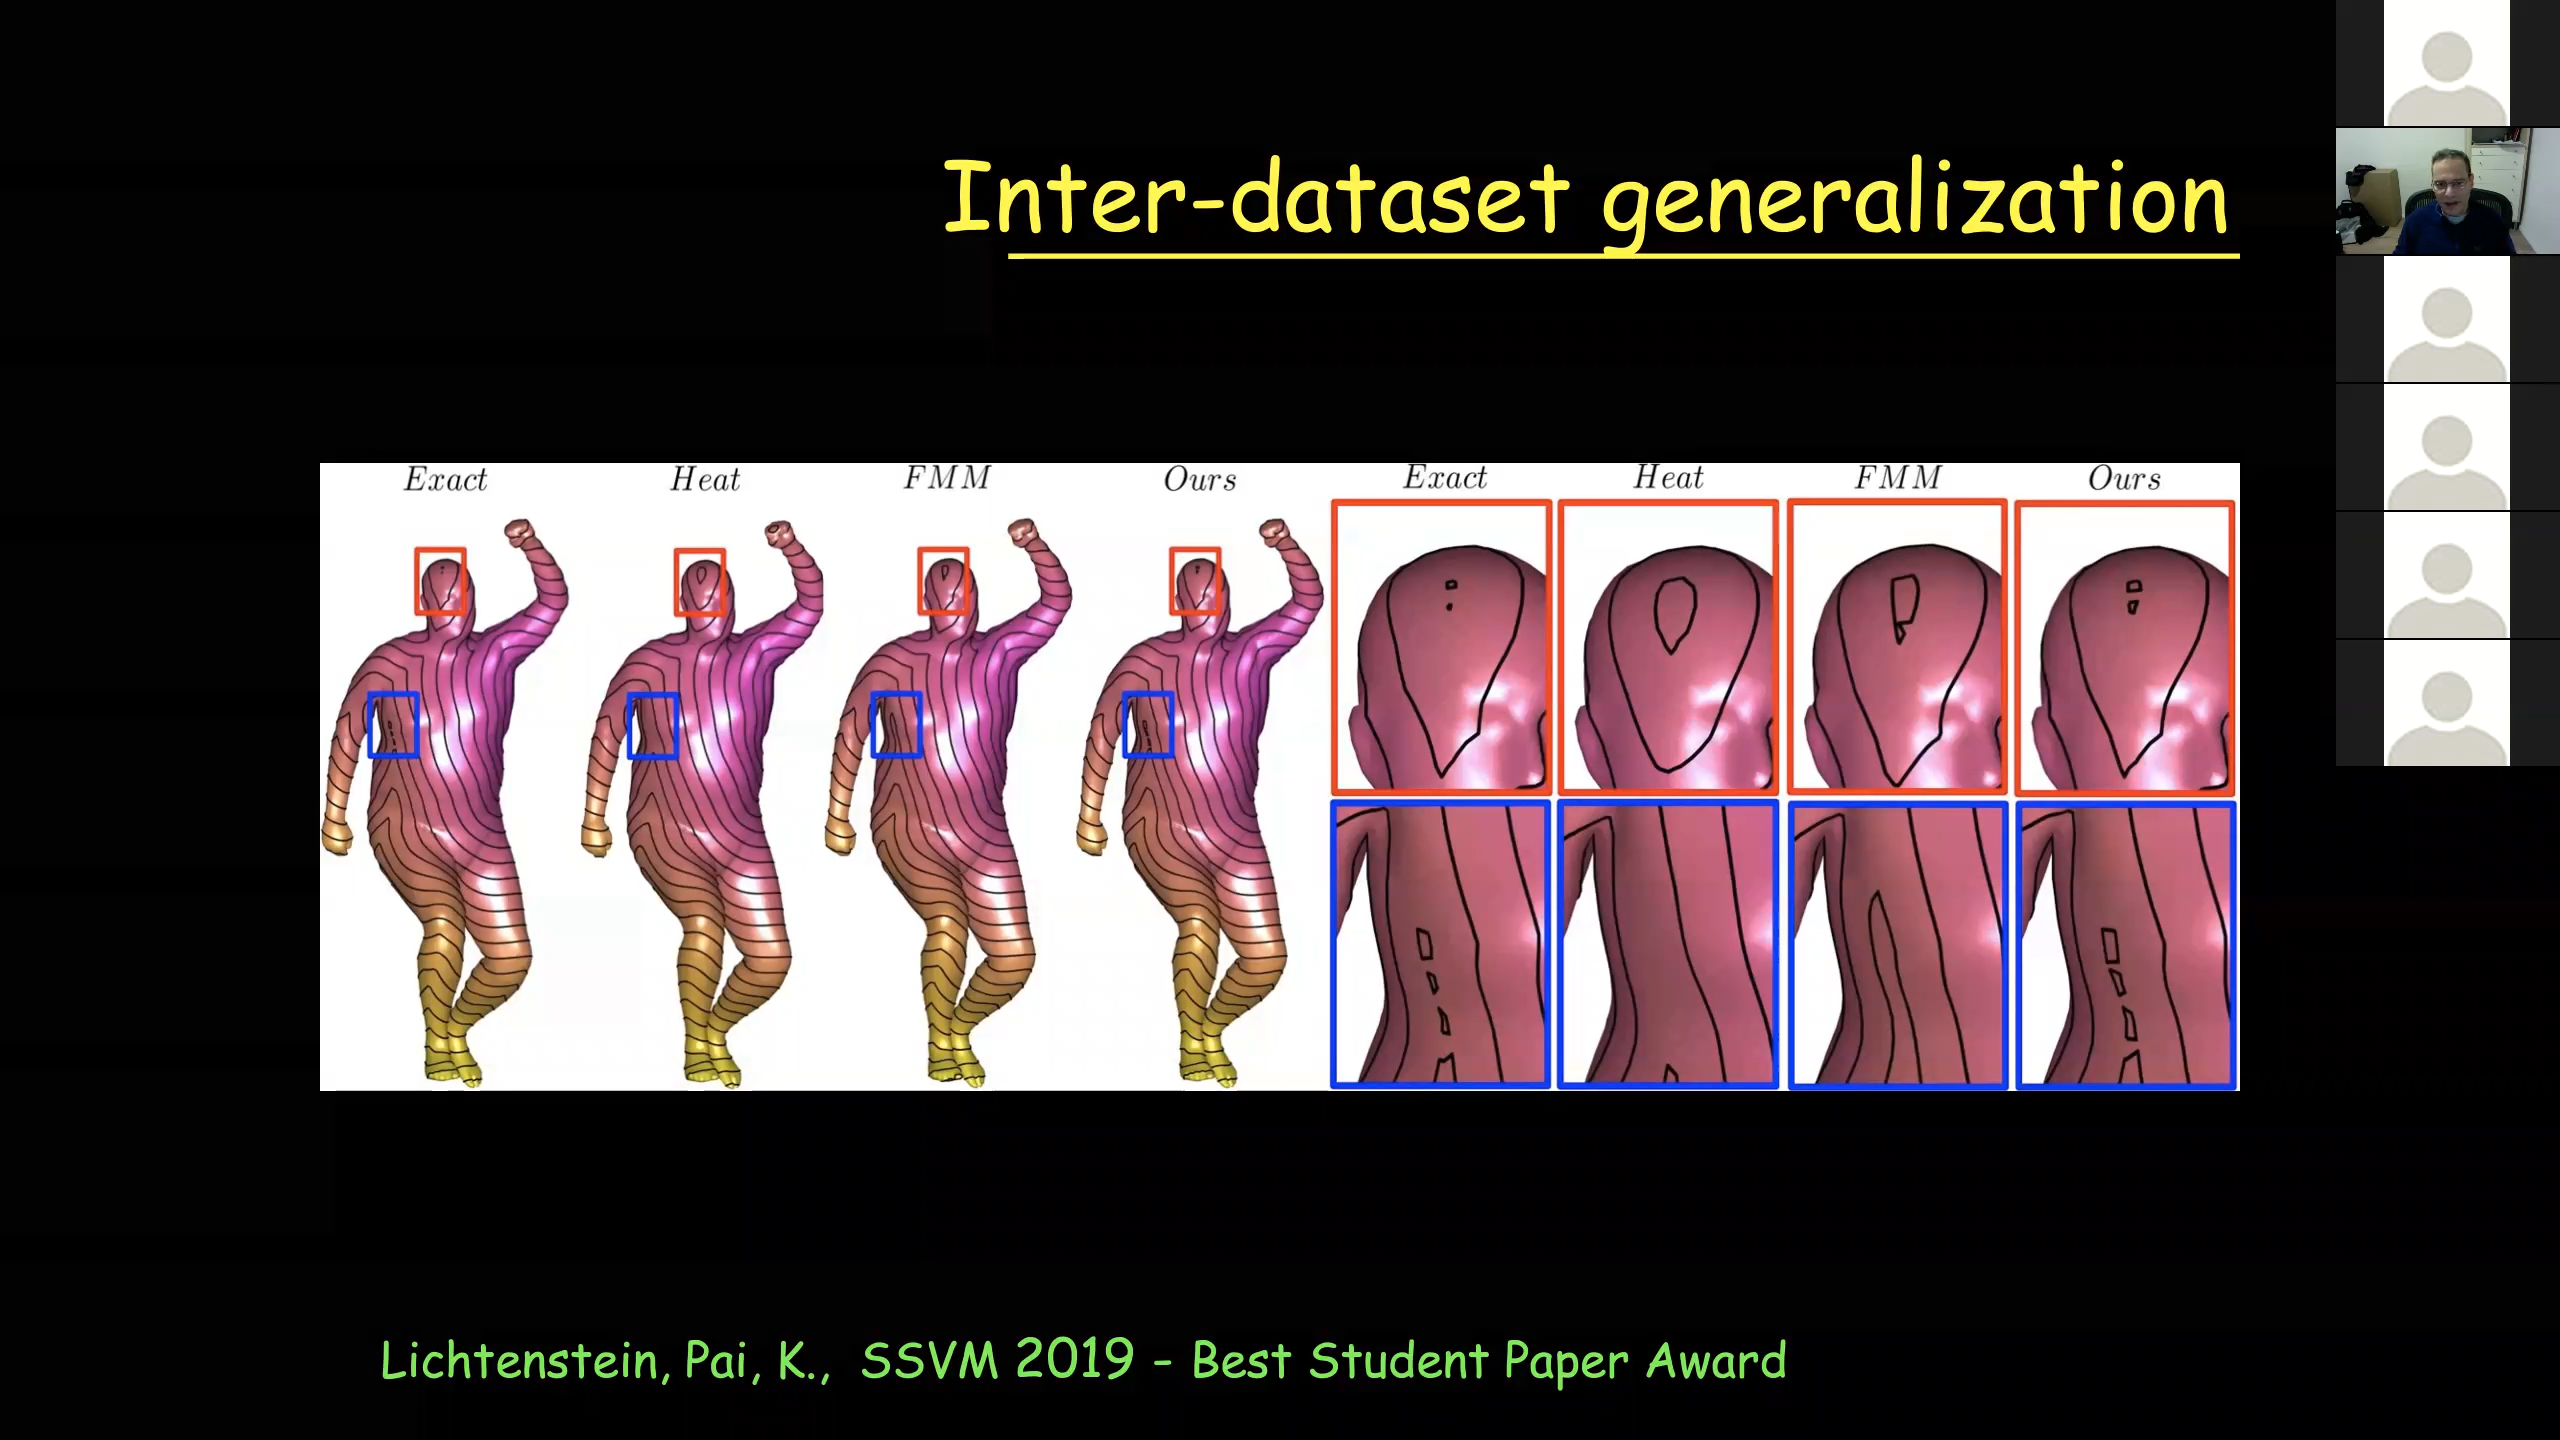 Inter-dataset generalization
Exact Heat FMM Ours Exact Heat FMM Ours
Lichtenstein, Pai, K., SSVM 2019 - Best Student Paper Award